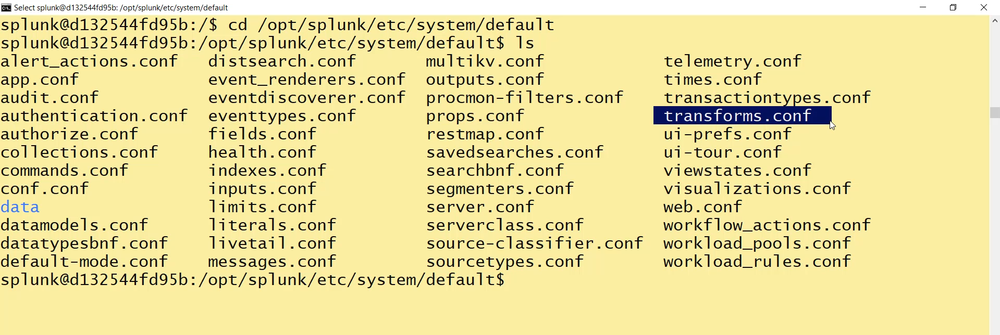 Select splunk@d132544fd95b: /opt/splunk/etc/system/default
splunk@d132544fd95b:/$ cd /opt/splunk/etc/system/default
splunk@d132544fd95b:/opt/splunk/etc/system/default$ ls
alert_actions.conf distsearch.conf multikv.conf telemetry.conf
app.conf event_renderers.conf outputs.conf times.conf
audit.conf eventdiscoverer.conf procmon-filters.conf transactiontypes.conf
authentication.conf eventtypes.conf props.conf transforms.conf
authorize.conf fields.conf restmap.conf ui-prefs.conf
collections.conf health.conf savedsearches.conf ui-tour.conf
commands.conf indexes.conf searchbnf.conf viewstates.conf
conf.conf inputs.conf segmenters.conf visualizations.conf
data limits.conf server.conf web.conf
datamodels.conf literals.conf serverclass.conf workflow_actions.conf
datatypesbnf.conf livetail.conf source-classifier.conf workload_pools.conf
default-mode.conf messages.conf sourcetypes.conf workload_rules.conf
splunk@d132544fd95b:/opt/splunk/etc/system/default$